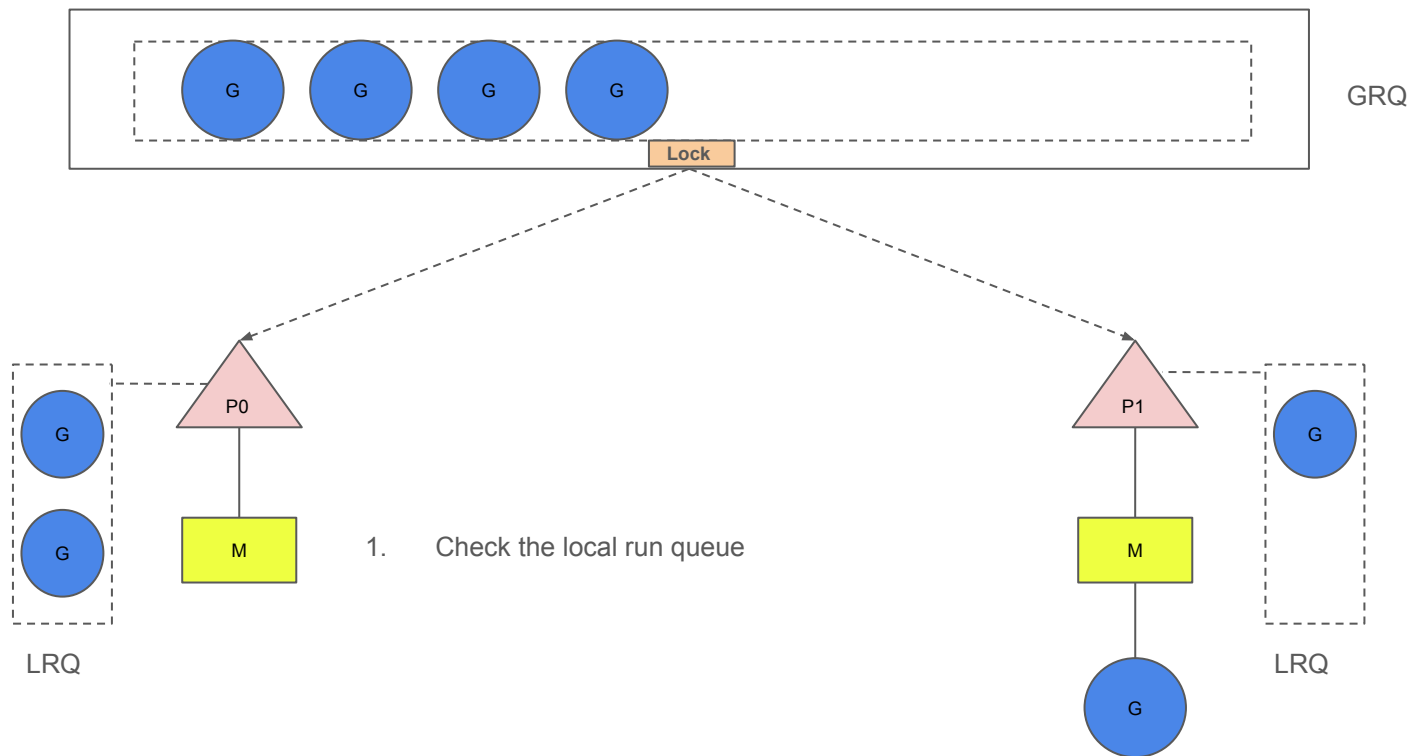 G G G G
GRQ
Lock
P0
P1
G
G
G
M
1. Check the local run queue
M
LRQ
LRQ
G